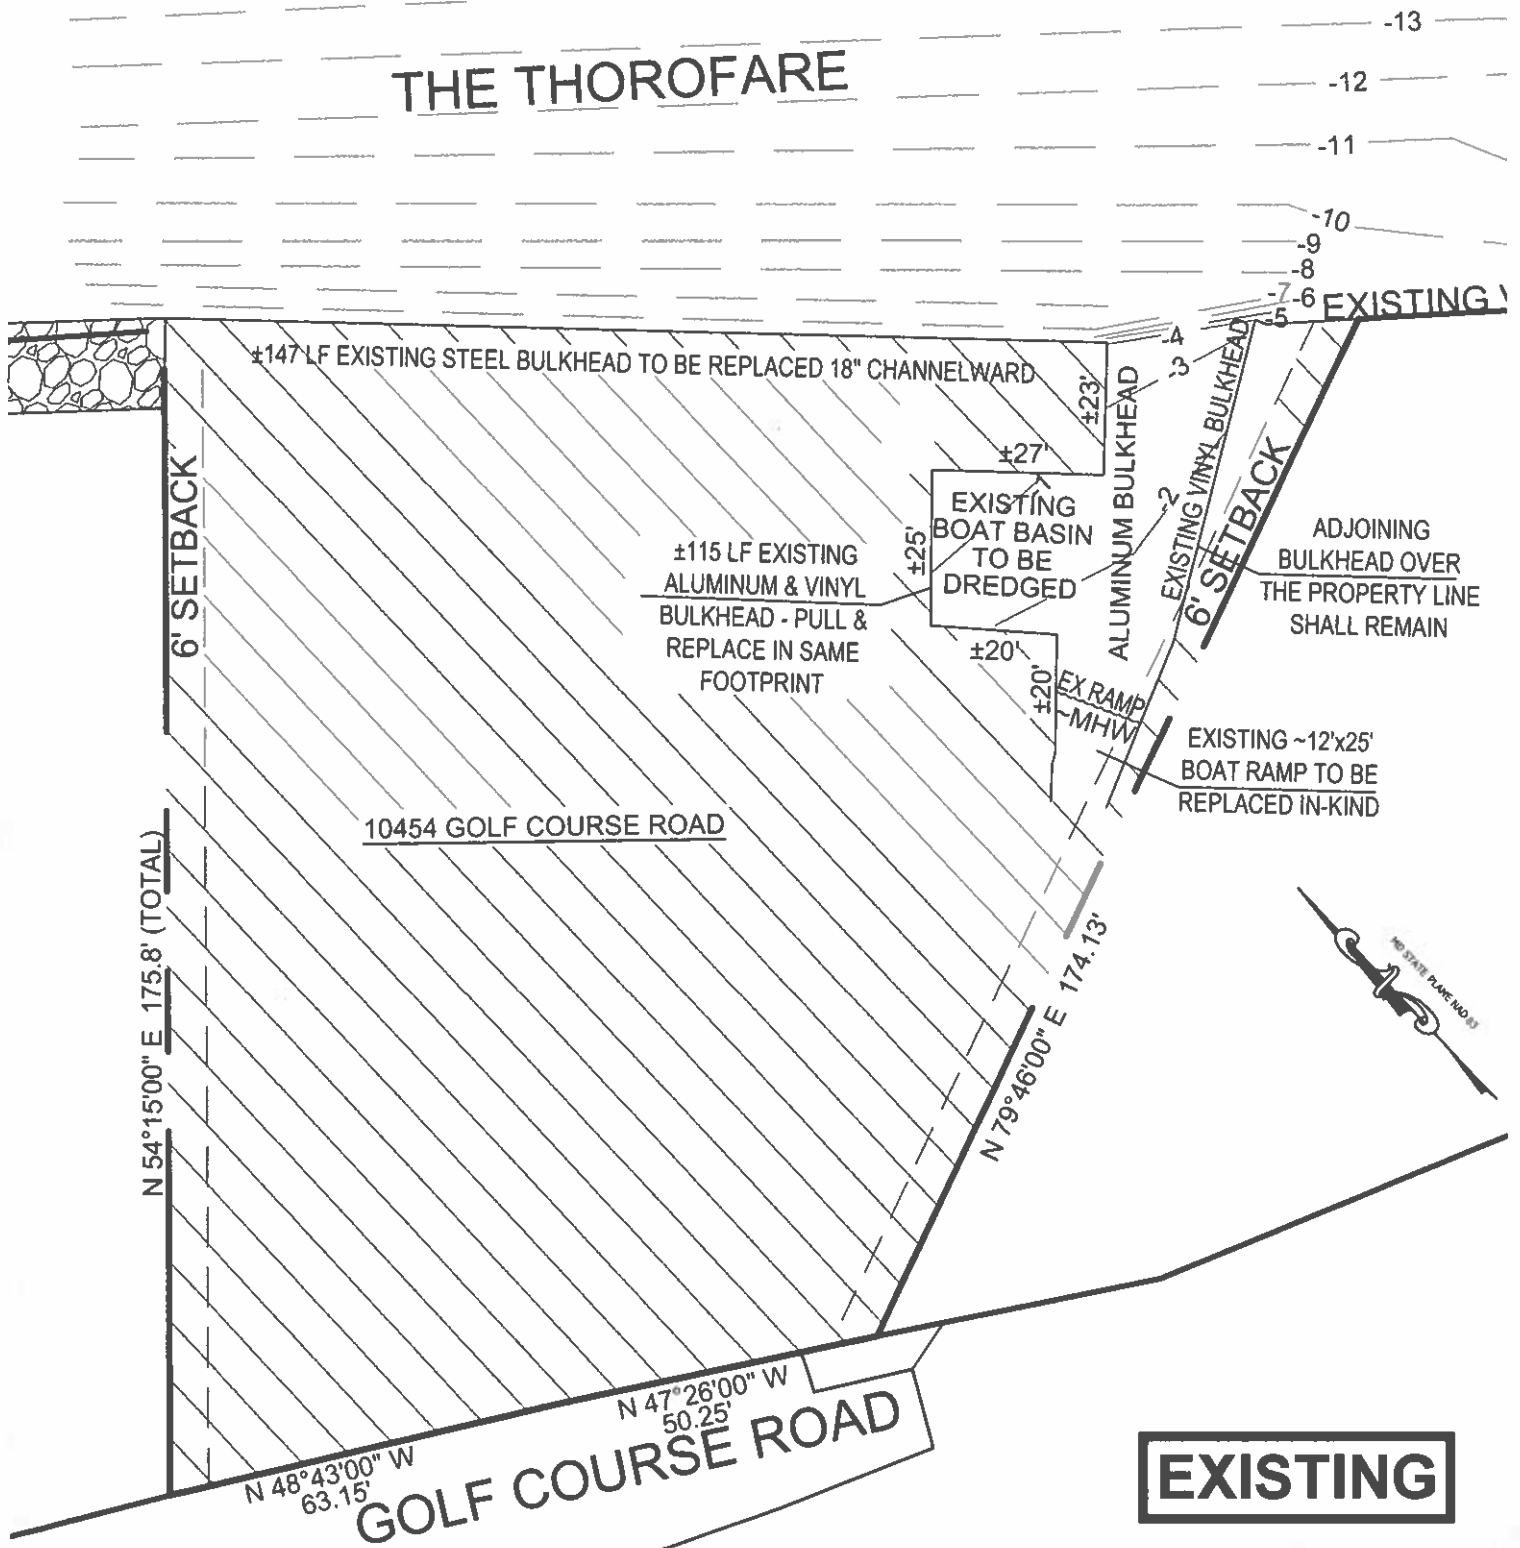 -13
THE THOROFARE
-12
-11
-10
-9
-8
-7
-6
EXISTING V
-5
-4
-3
±147 LF EXISTING STEEL BULKHEAD TO BE REPLACED 18" CHANNELWARD
±23'
±27'
ALUMINUM BULKHEAD
EXISTING VINYL BULKHEAD
6' SETBACK
6' SETBACK
-2
EXISTING
BOAT BASIN
TO BE
DREDGED
±25'
±115 LF EXISTING
ALUMINUM & VINYL
BULKHEAD - PULL &
REPLACE IN SAME
FOOTPRINT
ADJOINING
BULKHEAD OVER
THE PROPERTY LINE
SHALL REMAIN
±20'
±20'
EX RAMP
~MHW
EXISTING ~12'x25'
BOAT RAMP TO BE
REPLACED IN-KIND
10454 GOLF COURSE ROAD
N 54°15'00" E 175.8' (TOTAL)
N 79°46'00" E 174.13'
MD STATE PLANE NAD 83
N 47°26'00" W
50.25'
N 48°43'00" W
63.15'
GOLF COURSE ROAD
EXISTING